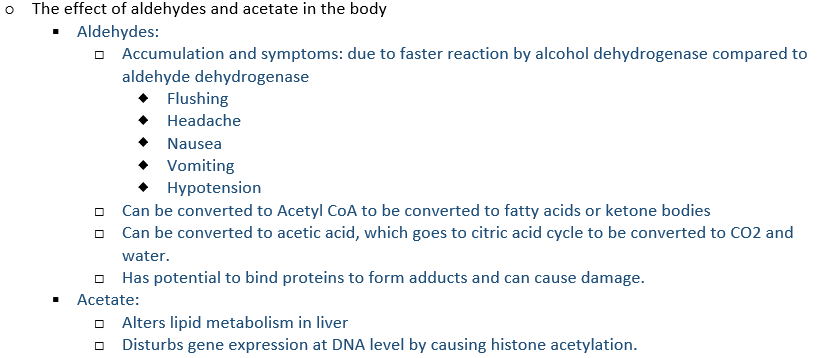 The effect of aldehydes and acetate in the body
Aldehydes:
Accumulation and symptoms: due to faster reaction by alcohol dehydrogenase compared to
aldehyde dehydrogenase
Flushing
Headache
Nausea
Vomiting
Hypotension
Can be converted to Acetyl CoA to be converted to fatty acids or ketone bodies
Can be converted to acetic acid, which goes to citric acid cycle to be converted to CO2 and
water.
Has potential to bind proteins to form adducts and can cause damage.
Acetate:
Alters lipid metabolism in liver
Disturbs gene expression at DNA level by causing histone acetylation.